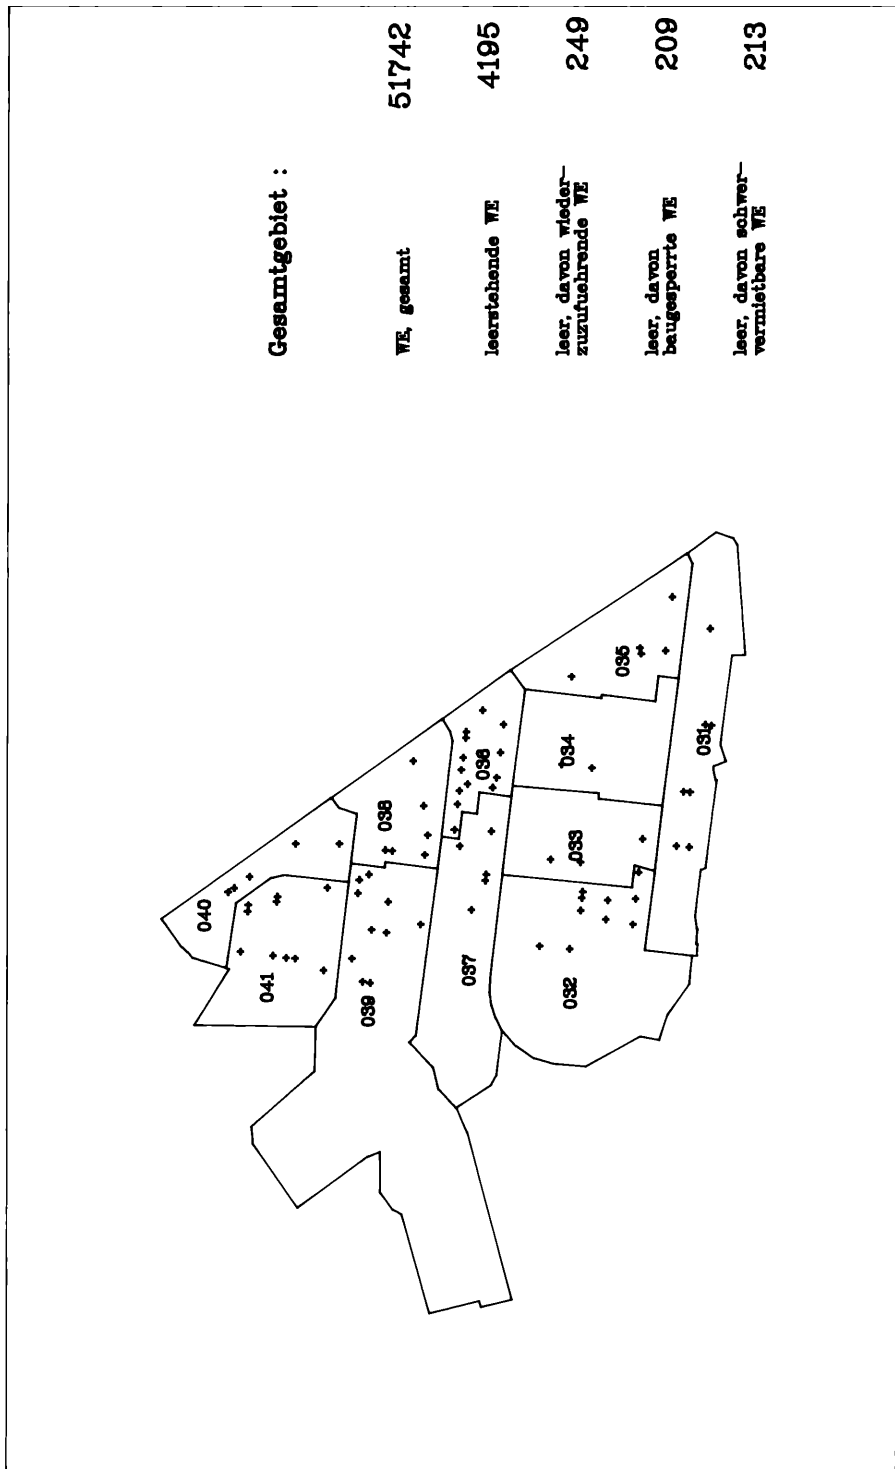 Gesamtgebiet :
WE, gesamt 51742
leerstehende WE 4195
leer, davon wieder-
zuzufuehrende WE 249
leer, davon
baugesperrte WE 209
leer, davon schwer-
vermietbare WE 213
040
041
038
039
036
037
035
034
033
032
031